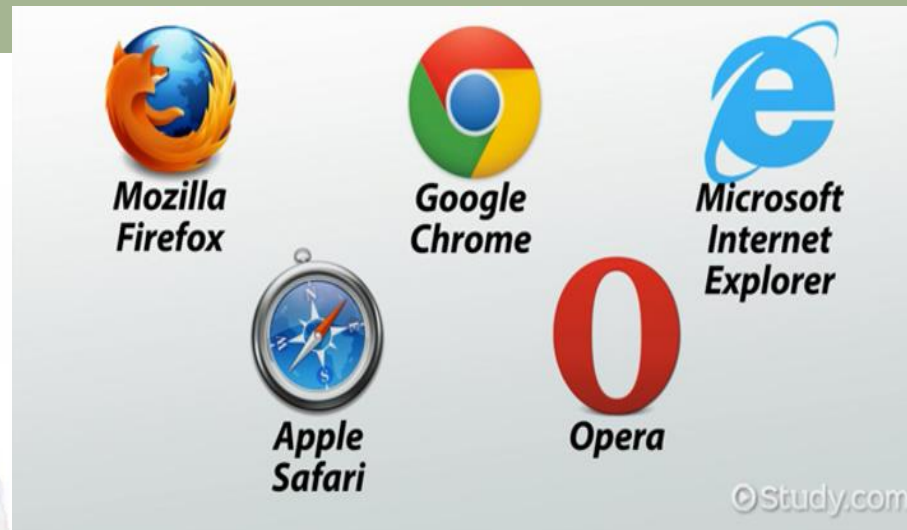 Mozilla
Firefox
Google
Chrome
Microsoft
Internet
Explorer
Apple
Safari
Opera
Study.com